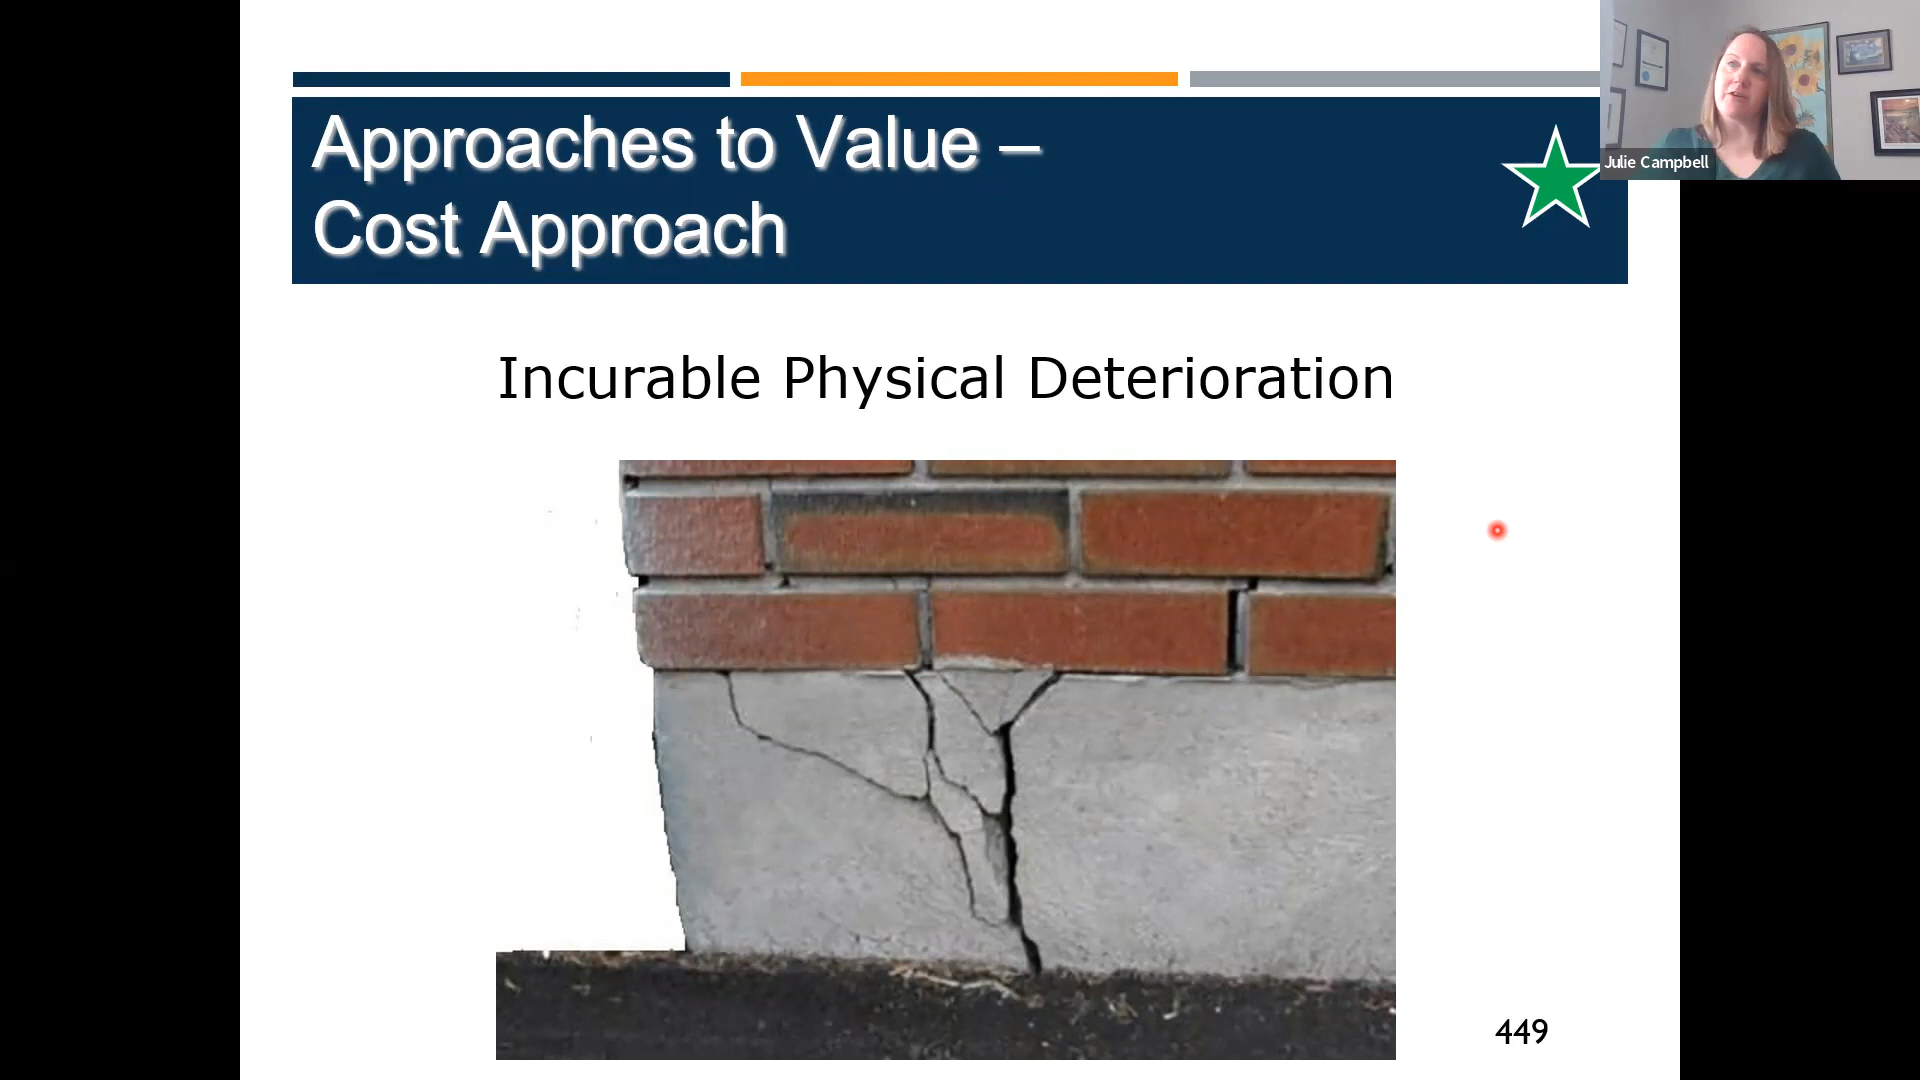 Approaches to Value –
Cost Approach
Julie Campbell
Incurable Physical Deterioration
449